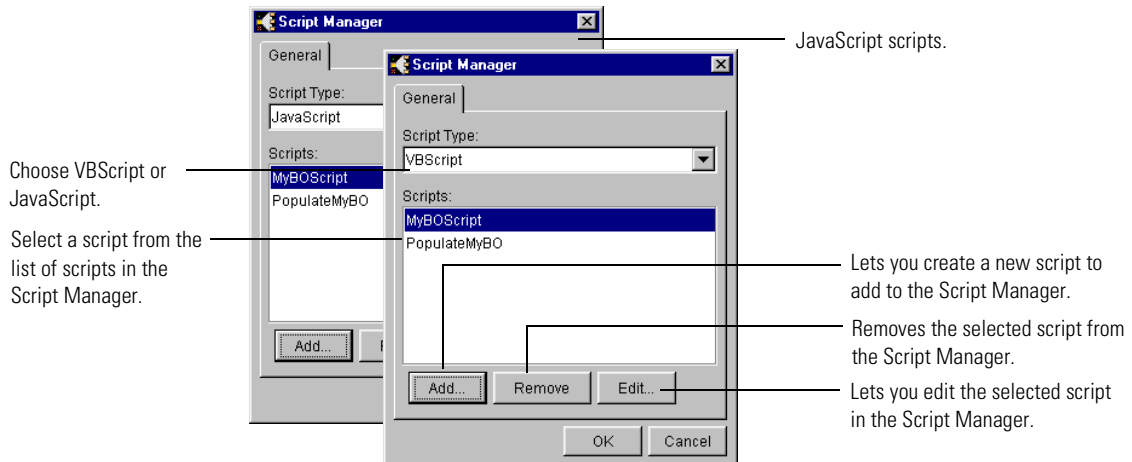 Script Manager
General
Script Type:
JavaScript
Scripts:
MyBOScript
PopulateMyBO
Add...
Script Manager
General
Script Type:
VBScript
Scripts:
MyBOScript
PopulateMyBO
Add...
Remove
Edit...
OK
Cancel
JavaScript scripts.
Choose VBScript or
JavaScript.
Select a script from the
list of scripts in the
Script Manager.
Lets you create a new script to
add to the Script Manager.
Removes the selected script from
the Script Manager.
Lets you edit the selected script
in the Script Manager.